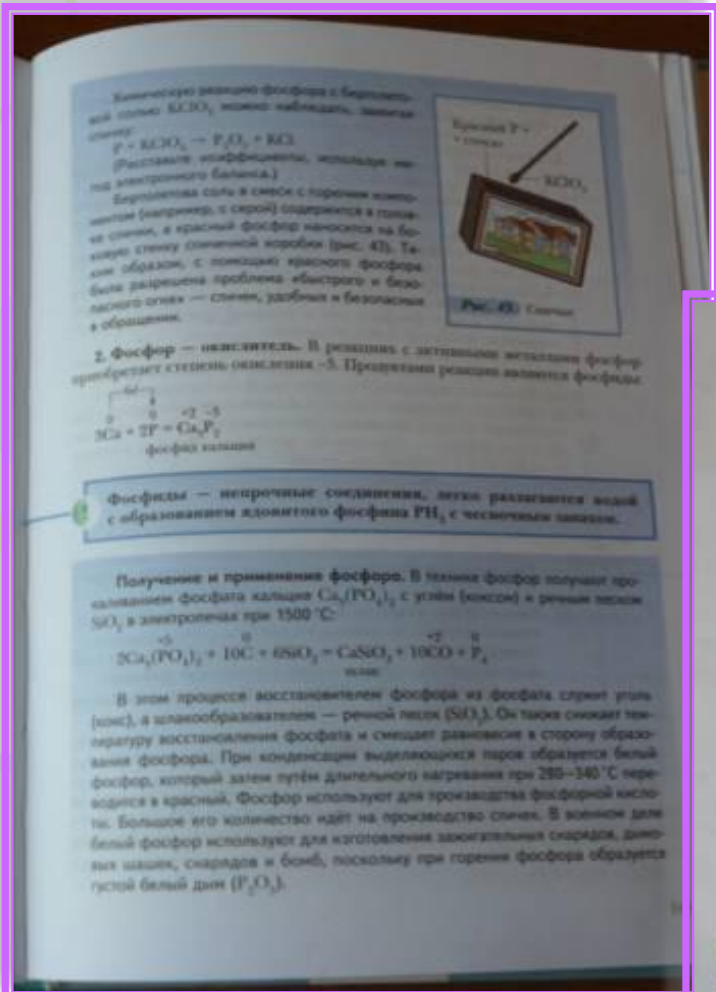 Химическую реакцию фосфора с бертолето-
вой солью KClO₃ можно наблюдать, зажигая
спичку:
P + KClO₃ → P₂O₅ + KCl.
(Расставьте коэффициенты, используя ме-
тод электронного баланса.)
Бертолетова соль в смеси с горючим компо-
нентом (например, с серой) содержится в голов-
ке спички, а красный фосфор наносится на бо-
ковую стенку спичечной коробки (рис. 43). Та-
ким образом, с помощью красного фосфора
была разрешена проблема «быстрого и безо-
пасного огня» — спичек, удобных и безопасных
в обращении.
Красный P +
+ стекло
KClO₃
Рис. 43. Спички
2. Фосфор — окислитель. В реакциях с активными металлами фосфор
приобретает степень окисления –3. Продуктами реакции являются фосфиды:
0 0 +2 –3
3Ca + 2P = Ca₃P₂
фосфид кальция
Фосфиды — непрочные соединения, легко разлагаются водой
с образованием ядовитого фосфина PH₃ с чесночным запахом.
Получение и применение фосфора. В технике фосфор получают про-
каливанием фосфата кальция Ca₃(PO₄)₂ с углём (коксом) и речным песком
SiO₂ в электропечах при 1500 °C:
+5 0 +2 0
2Ca₃(PO₄)₂ + 10C + 6SiO₂ = CaSiO₃ + 10CO + P₄
шлак
В этом процессе восстановителем фосфора из фосфата служит уголь
(кокс), а шлакообразователем — речной песок (SiO₂). Он также снижает тем-
пературу восстановления фосфата и смещает равновесие в сторону образо-
вания фосфора. При конденсации выделяющихся паров образуется белый
фосфор, который затем путём длительного нагревания при 280—340 °C пере-
водится в красный. Фосфор используют для производства фосфорной кисло-
ты. Большое его количество идёт на производство спичек. В военном деле
белый фосфор используют для изготовления зажигательных снарядов, дымо-
вых шашек, снарядов и бомб, поскольку при горении фосфора образуется
густой белый дым (P₂O₅).